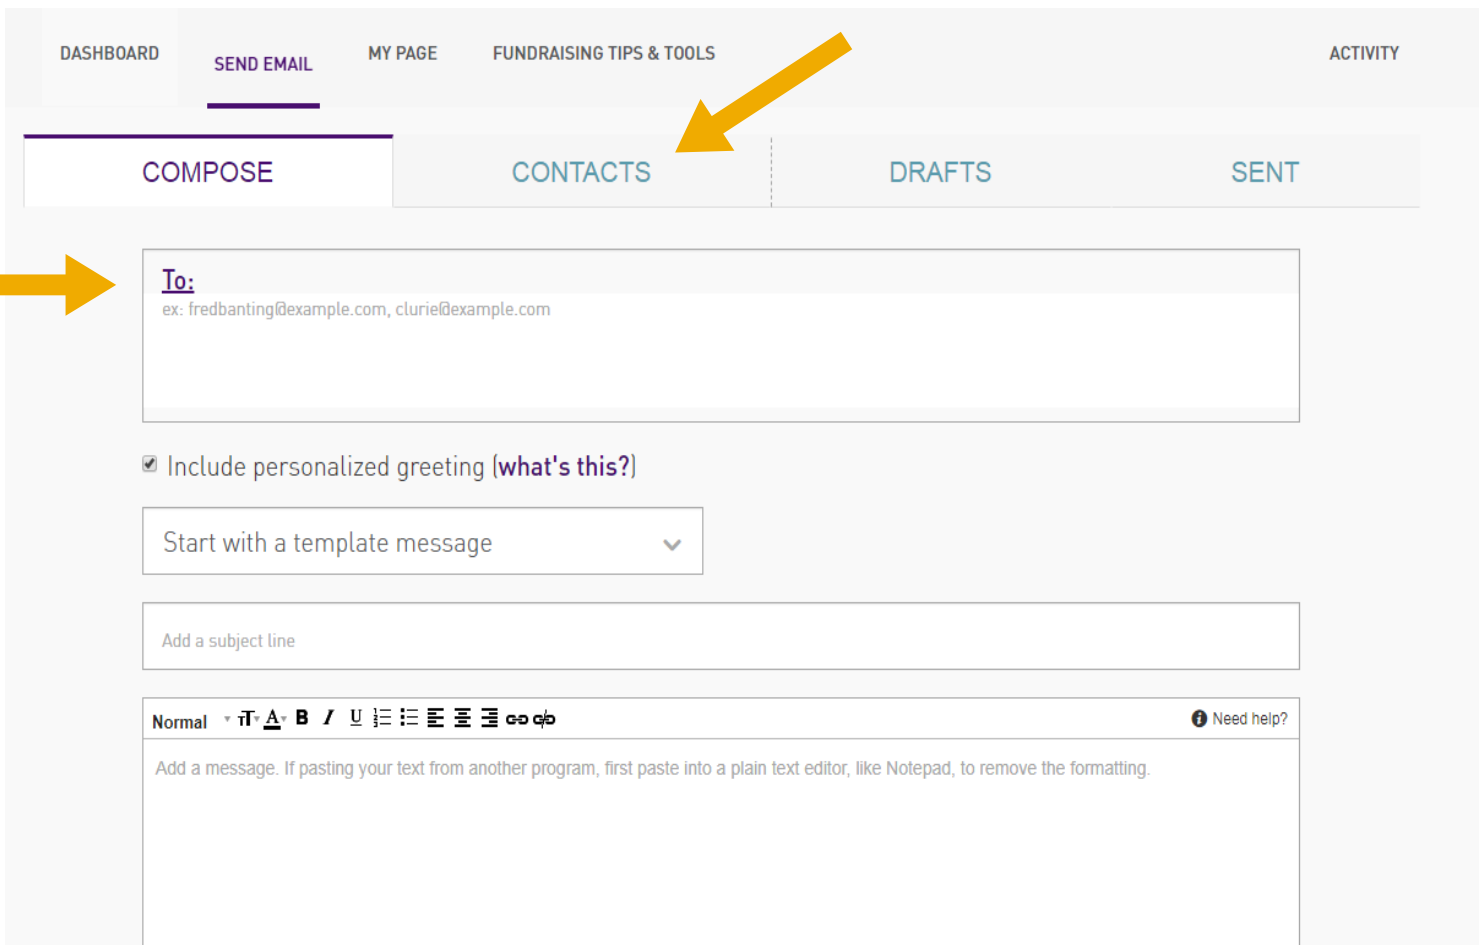 DASHBOARD SEND EMAIL MY PAGE FUNDRAISING TIPS & TOOLS ACTIVITY
COMPOSE CONTACTS DRAFTS SENT
To:
ex: fredbanting@example.com, clurie@example.com
Include personalized greeting (what's this?)
Start with a template message
Add a subject line
Normal TT A B I U Need help?
Add a message. If pasting your text from another program, first paste into a plain text editor, like Notepad, to remove the formatting.